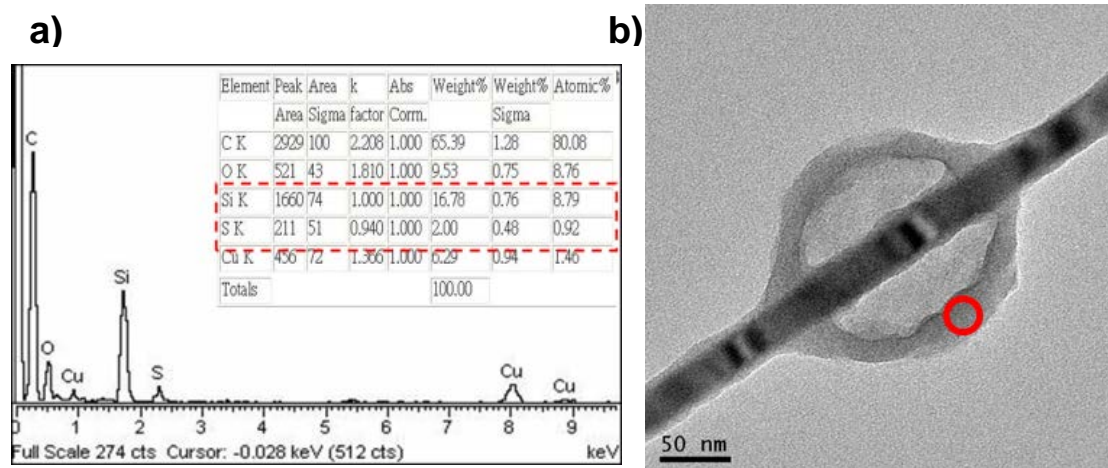 a)
b)
Element Peak Area k Abs Weight% Weight% Atomic%
Area Sigma factor Corrn. Sigma
C K 2929 100 2.208 1.000 65.39 1.28 80.08
O K 521 43 1.810 1.000 9.53 0.75 8.76
Si K 1660 74 1.000 1.000 16.78 0.76 8.79
S K 211 51 0.940 1.000 2.00 0.48 0.92
Cu K 456 72 1.366 1.000 6.29 0.94 1.46
Totals 100.00
C
O
Cu
Si
S
Cu
Cu
0 1 2 3 4 5 6 7 8 9
Full Scale 274 cts Cursor: -0.028 keV (512 cts) keV
50 nm